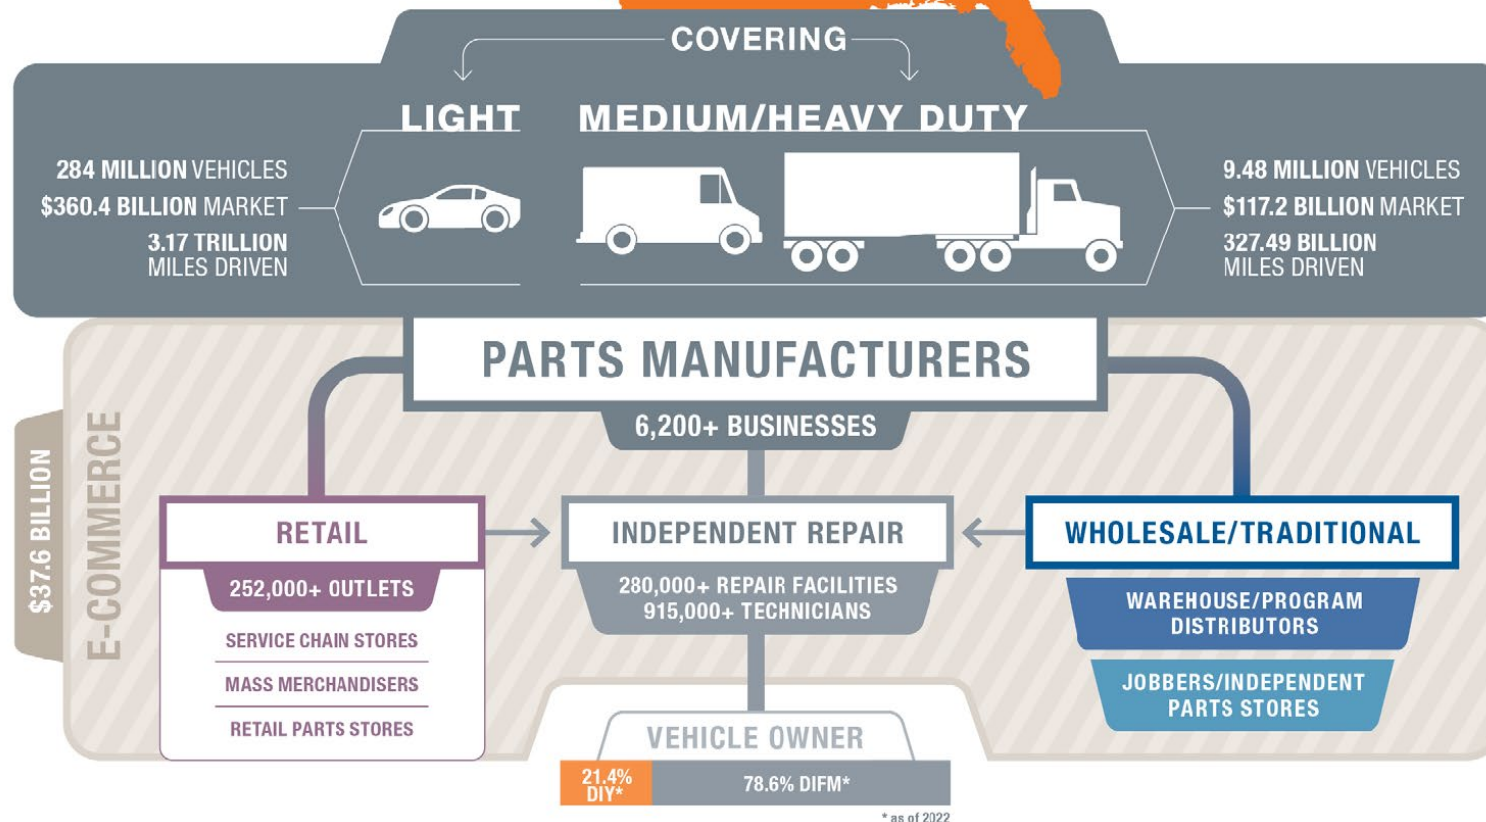 COVERING
LIGHT
MEDIUM/HEAVY DUTY
284 MILLION VEHICLES
$360.4 BILLION MARKET
3.17 TRILLION
MILES DRIVEN
9.48 MILLION VEHICLES
$117.2 BILLION MARKET
327.49 BILLION
MILES DRIVEN
PARTS MANUFACTURERS
6,200+ BUSINESSES
$37.6 BILLION
E-COMMERCE
RETAIL
252,000+ OUTLETS
SERVICE CHAIN STORES
MASS MERCHANDISERS
RETAIL PARTS STORES
INDEPENDENT REPAIR
280,000+ REPAIR FACILITIES
915,000+ TECHNICIANS
WHOLESALE/TRADITIONAL
WAREHOUSE/PROGRAM
DISTRIBUTORS
JOBBERS/INDEPENDENT
PARTS STORES
VEHICLE OWNER
21.4%
DIY*
78.6% DIFM*
* as of 2022